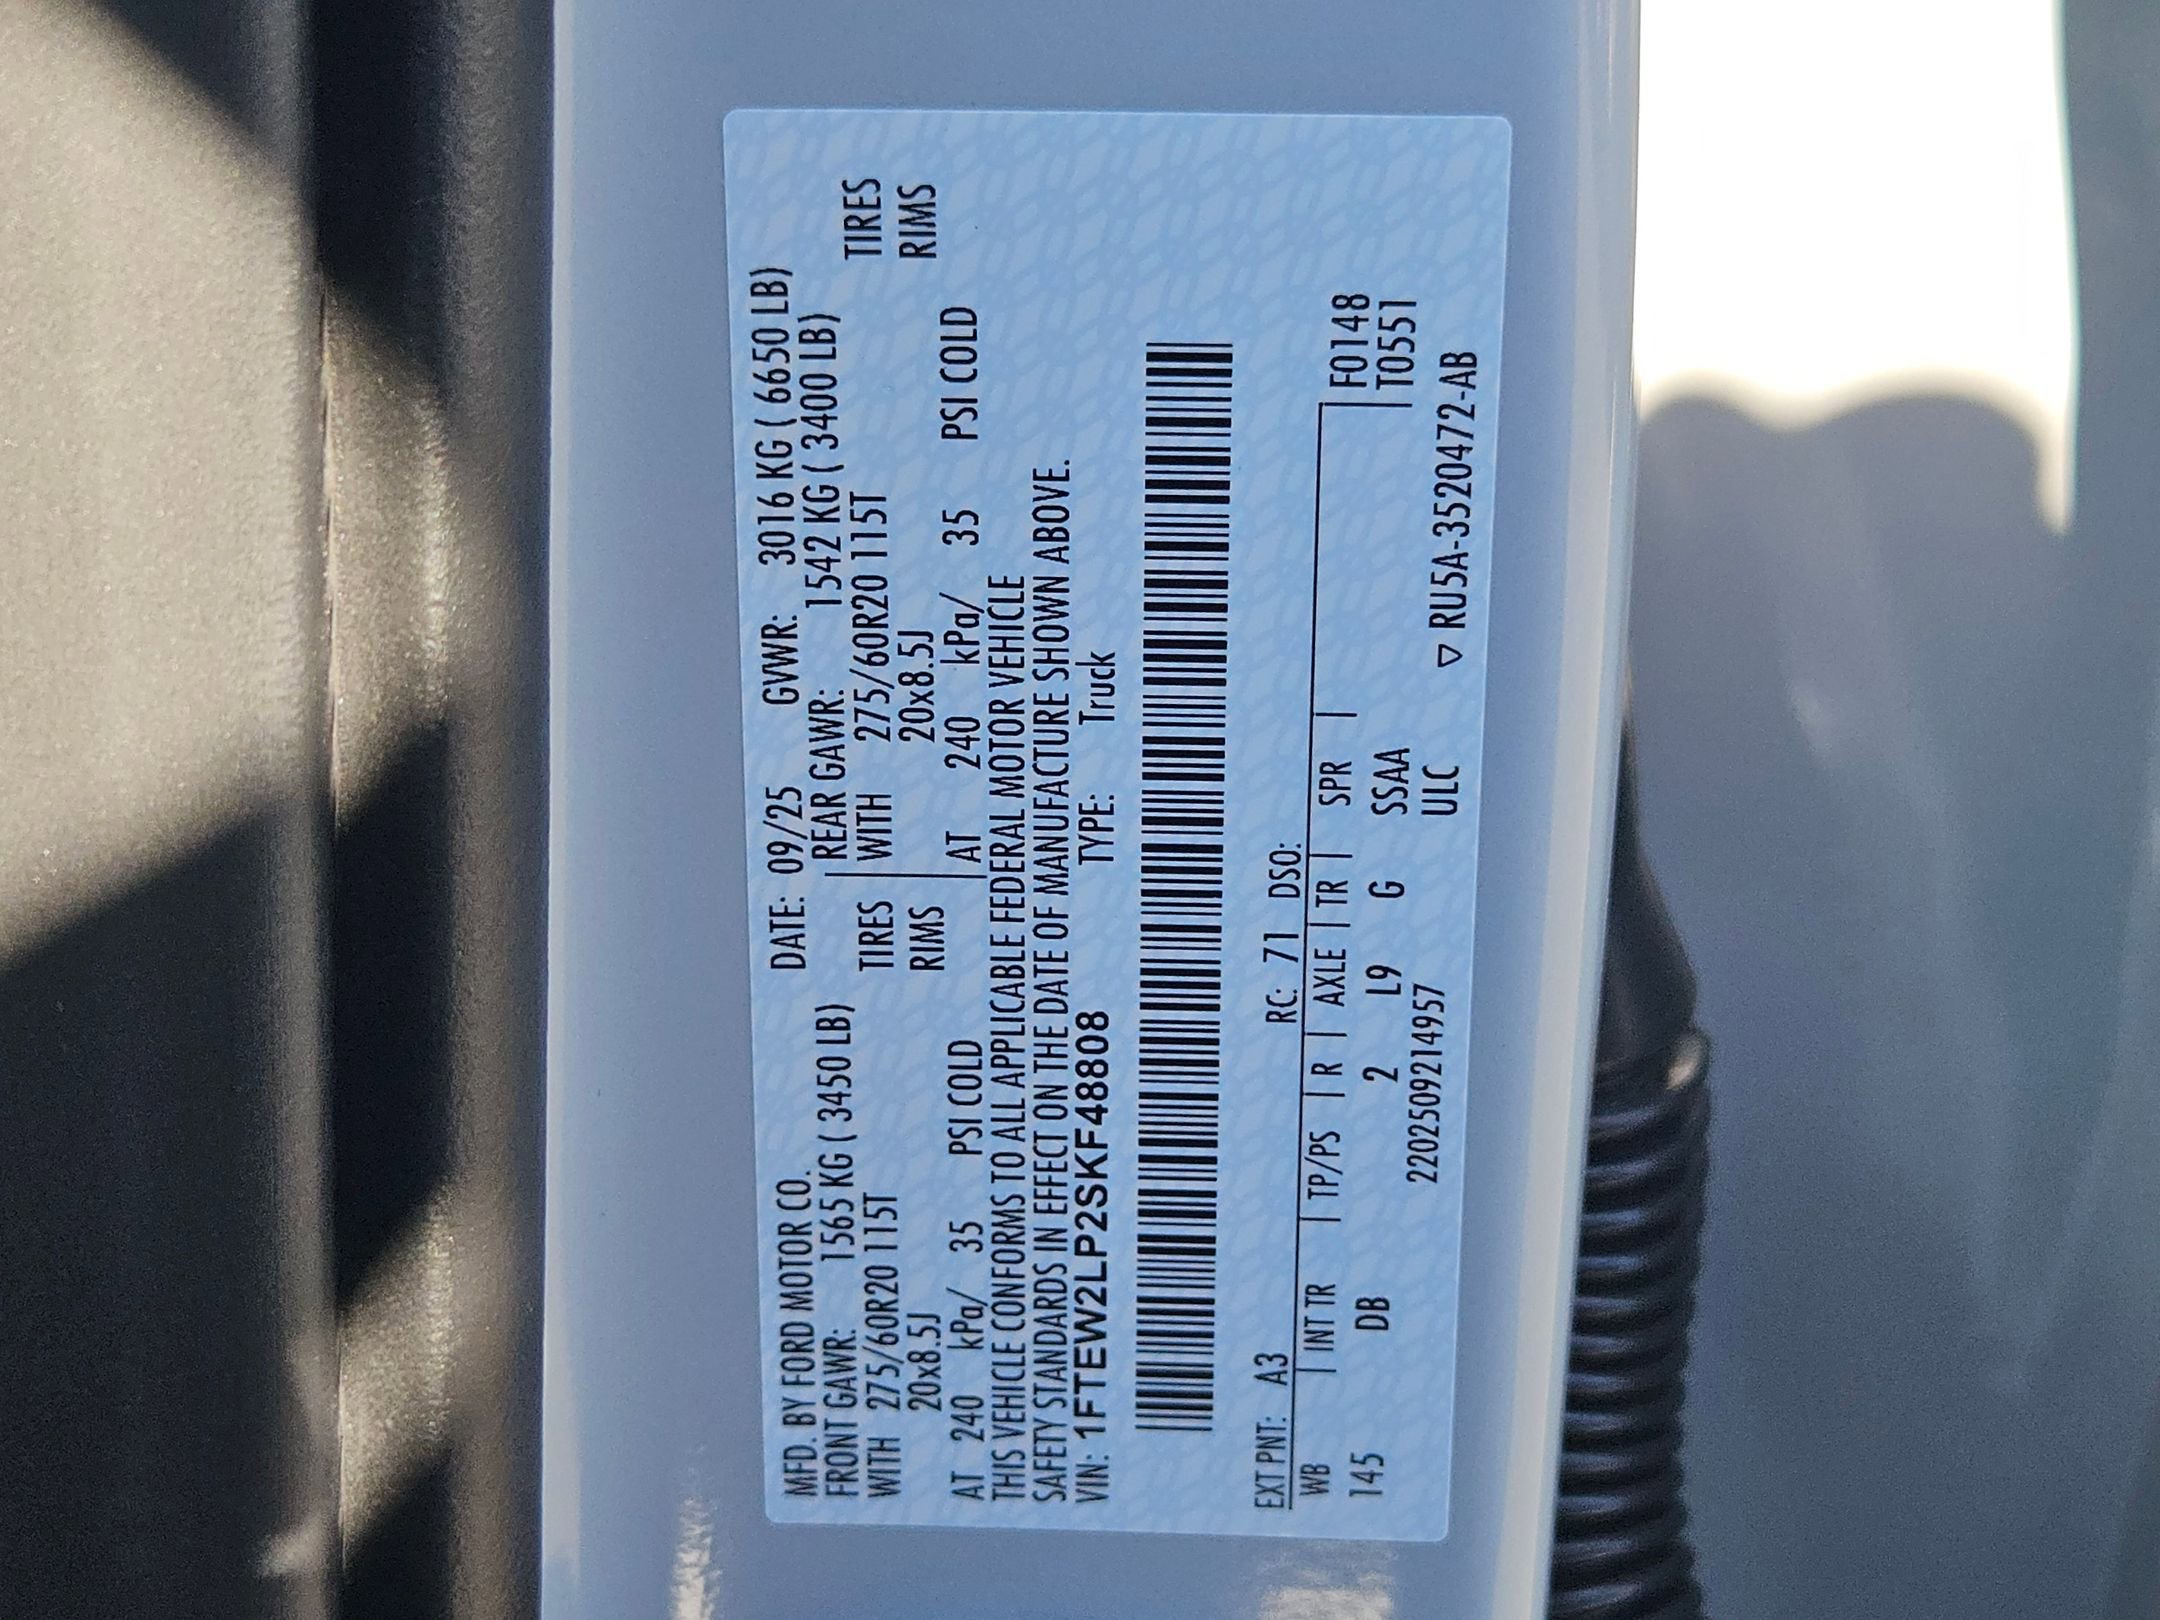 MFD. BY FORD MOTOR CO. DATE: 09/25 GVWR: 3016 KG ( 6650 LB)
FRONT GAWR: 1565 KG ( 3450 LB) REAR GAWR: 1542 KG ( 3400 LB)
WITH 275/60R20 115T TIRES WITH 275/60R20 115T TIRES
20x8.5J RIMS 20x8.5J RIMS
AT 240 kPa/ 35 PSI COLD AT 240 kPa/ 35 PSI COLD
THIS VEHICLE CONFORMS TO ALL APPLICABLE FEDERAL MOTOR VEHICLE
SAFETY STANDARDS IN EFFECT ON THE DATE OF MANUFACTURE SHOWN ABOVE.
VIN: 1FTEW2LP2SKF48808 TYPE: Truck
EXT PNT: A3 RC: 71 DSO:
WB | INT TR | TP/PS | R | AXLE | TR | SPR | F0148
145 DB 2 L9 G SSAA T0551
220250921495​7 ULC ▽ RU5A-3520472-AB